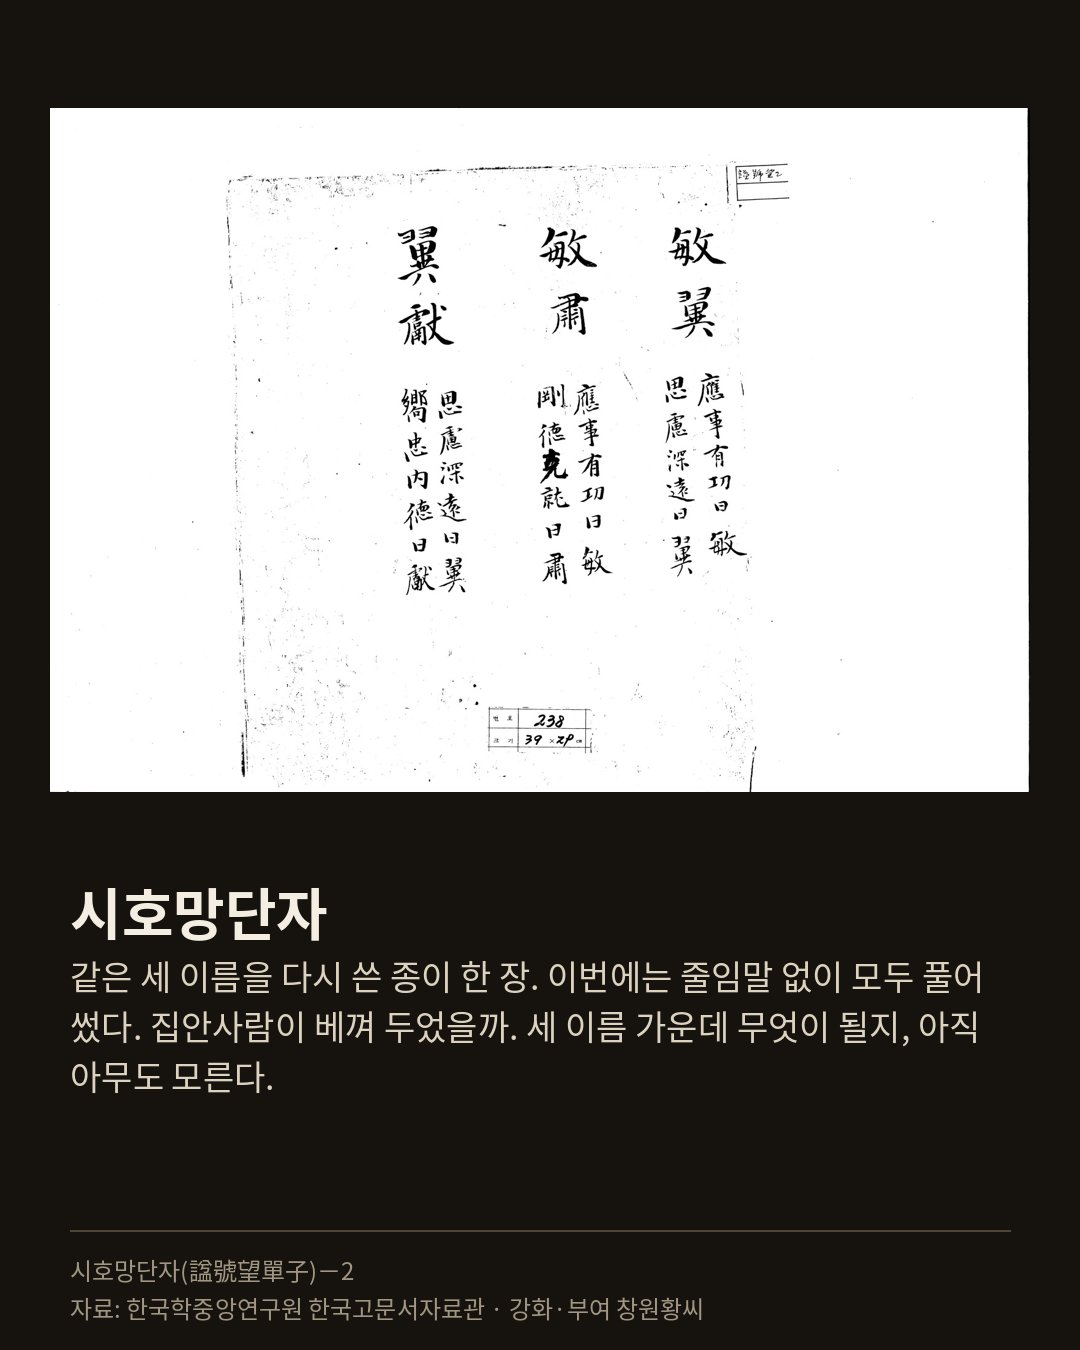 諡號望2
敏翼
應事有功曰敏
思慮深遠曰翼
敏肅
應事有功曰敏
剛德克就曰肅
翼獻
思慮深遠曰翼
嚮忠內德曰獻
번호 238
크기 39 × 29 cm
시호망단자
같은 세 이름을 다시 쓴 종이 한 장. 이번에는 줄임말 없이 모두 풀어
썼다. 집안사람이 베껴 두었을까. 세 이름 가운데 무엇이 될지, 아직
아무도 모른다.
시호망단자(諡號望單子)－2
자료: 한국학중앙연구원 한국고문서자료관 · 강화·부여 창원황씨